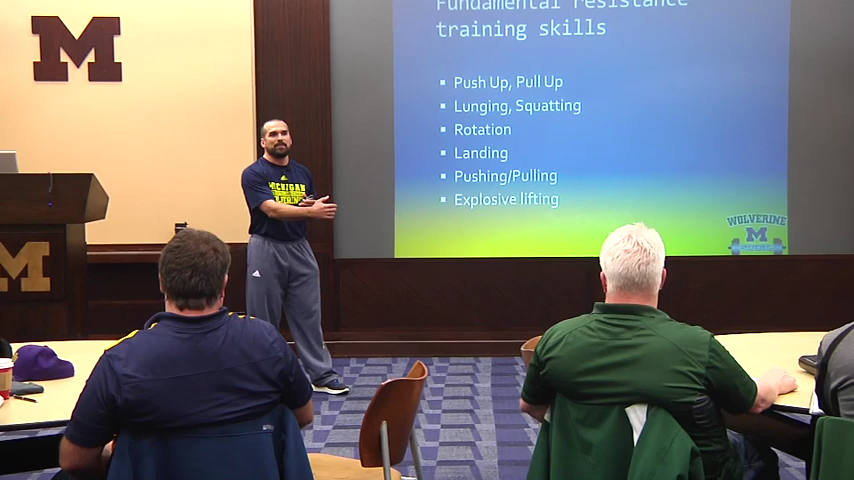 M
Fundamental resistance
training skills
Push Up, Pull Up
Lunging, Squatting
Rotation
Landing
Pushing/Pulling
Explosive lifting
WOLVERINE
M
MICHIGAN
M